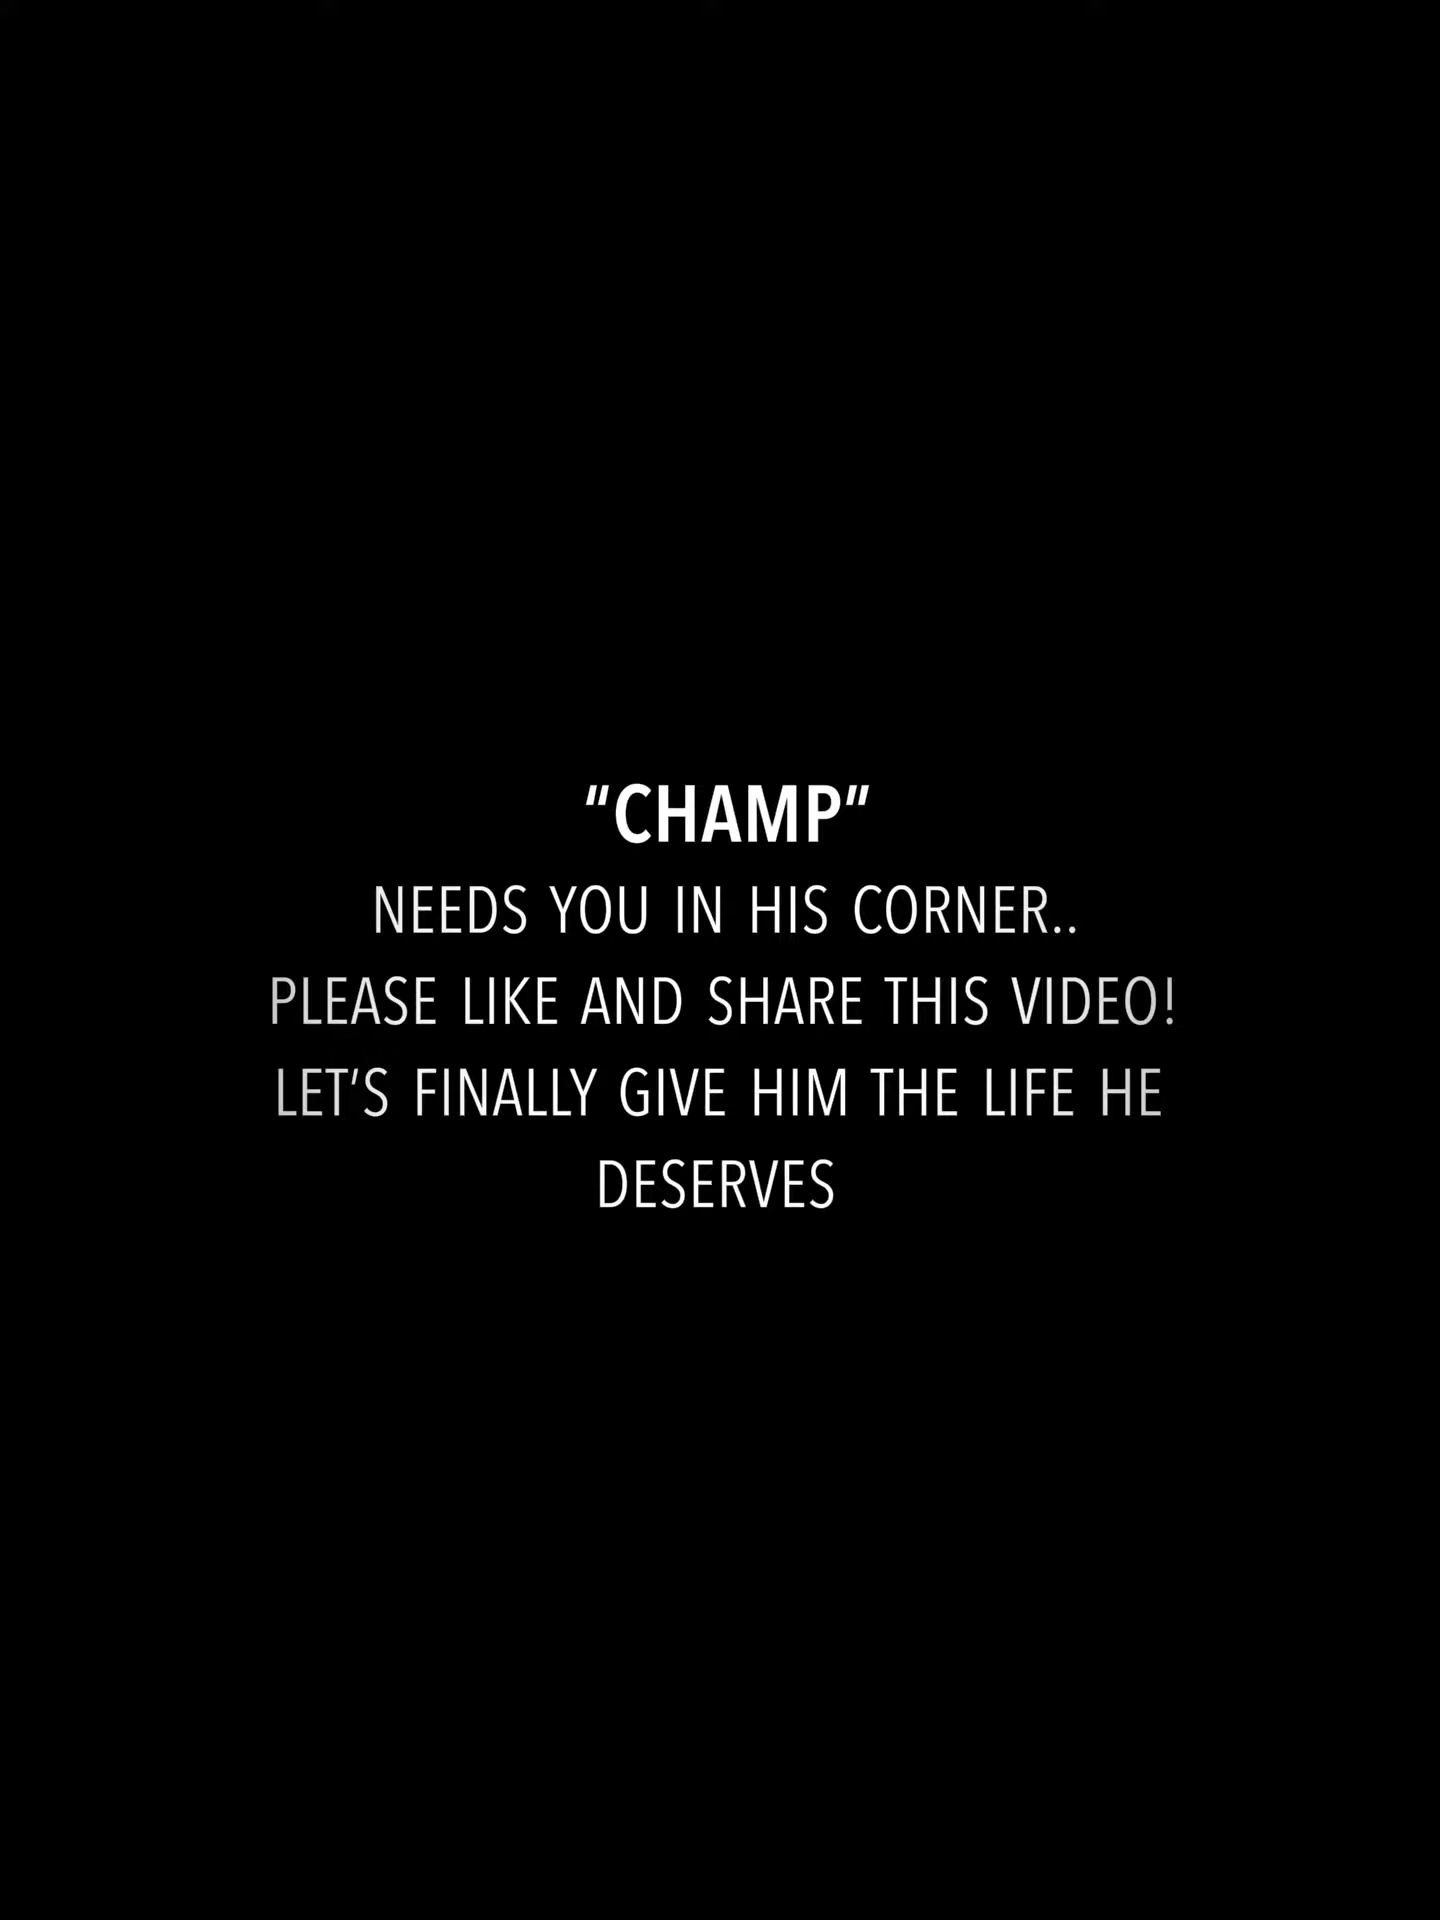 "CHAMP"
NEEDS YOU IN HIS CORNER..
PLEASE LIKE AND SHARE THIS VIDEO!
LET'S FINALLY GIVE HIM THE LIFE HE
DESERVES